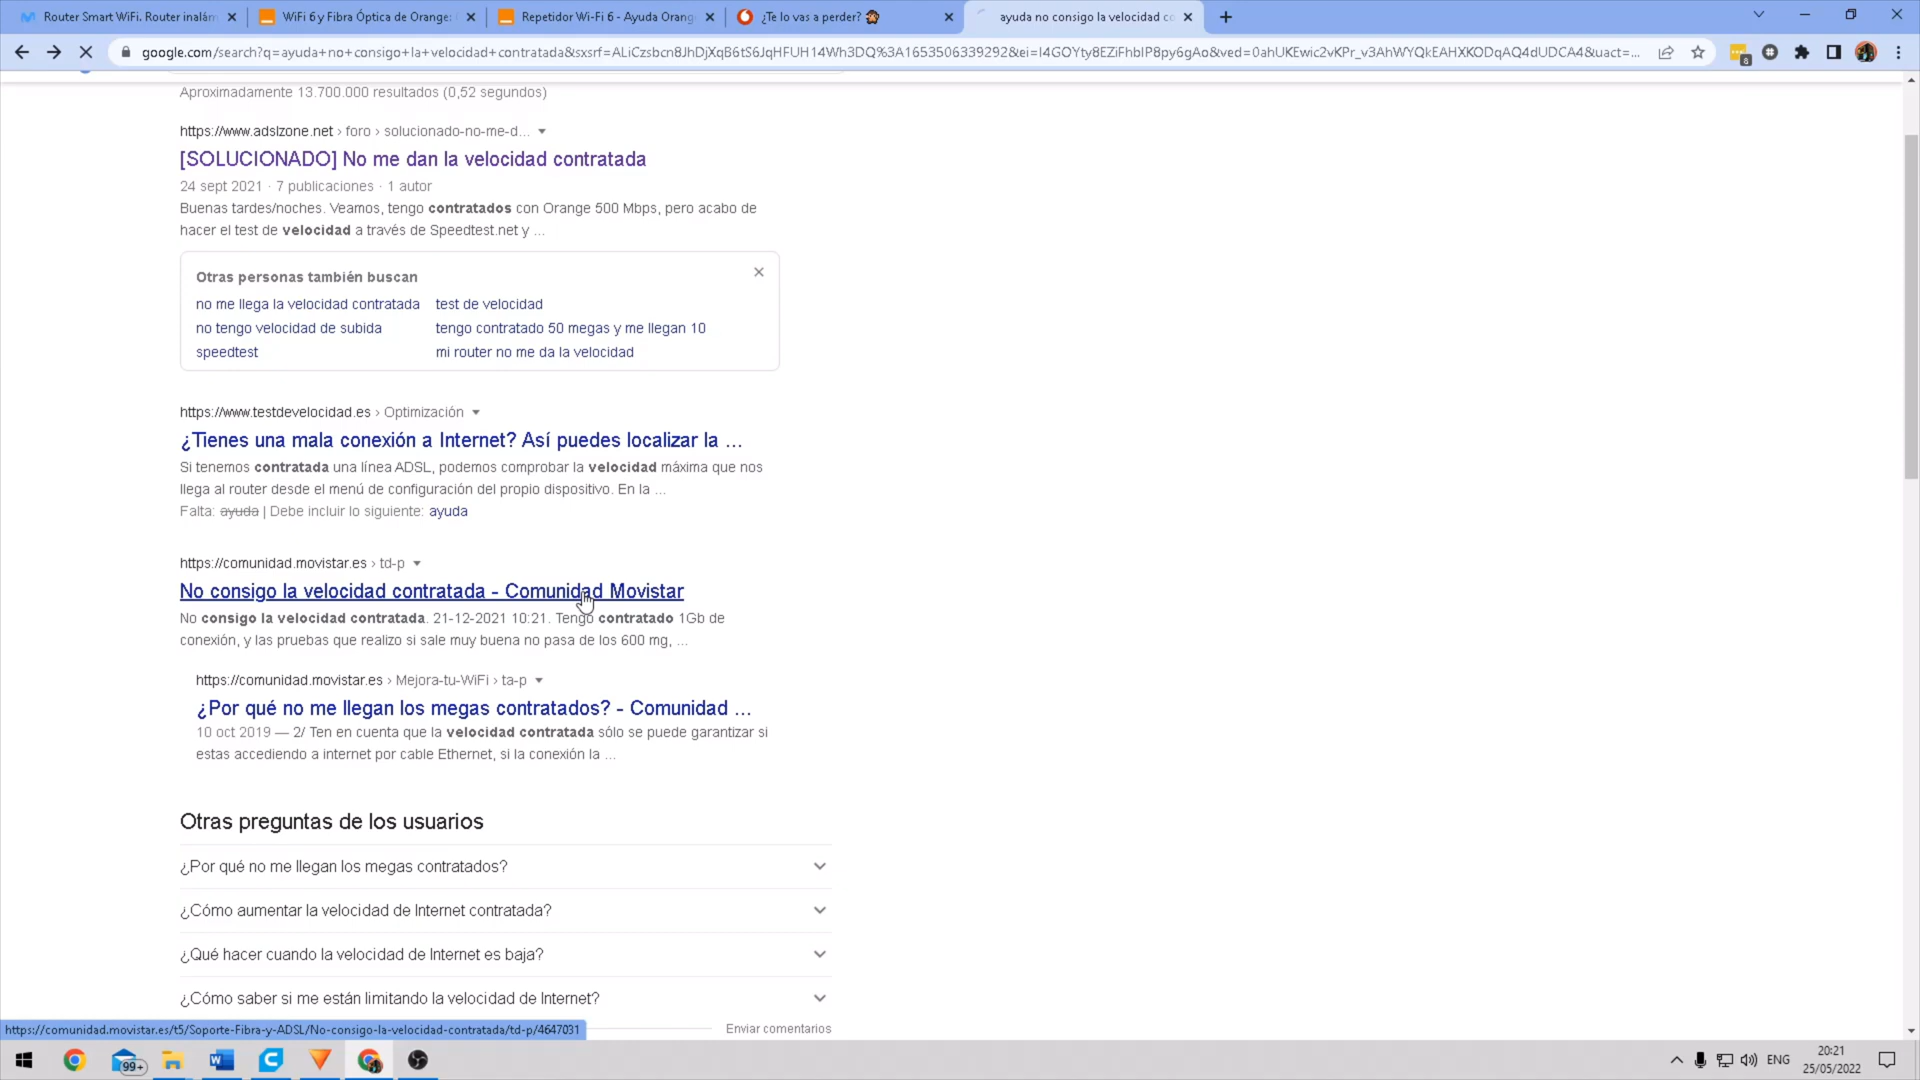 Router Smart WiFi. Router inalám
WiFi 6 y Fibra Óptica de Orange:
Repetidor Wi-Fi 6 - Ayuda Orang
¿Te lo vas a perder?
ayuda no consigo la velocidad co
google.com/search?q=ayuda+no+consigo+la+velocidad+contratada&sxsrf=ALiCzsbcn8JhDjXqB6tS6JqHFUH14Wh3DQ%3A1653506339292&ei=I4GOYty8EZiFhbIP8py6gAo&ved=0ahUKEwic2vKPr_v3AhWYQkEAHXKODqAQ4dUDCA4&uact=...
8
Aproximadamente 13.700.000 resultados (0,52 segundos)
https://www.adslzone.net › foro › solucionado-no-me-d...
[SOLUCIONADO] No me dan la velocidad contratada
24 sept 2021 · 7 publicaciones · 1 autor
Buenas tardes/noches. Veamos, tengo contratados con Orange 500 Mbps, pero acabo de
hacer el test de velocidad a través de Speedtest.net y ...
Otras personas también buscan
no me llega la velocidad contratada
test de velocidad
no tengo velocidad de subida
tengo contratado 50 megas y me llegan 10
speedtest
mi router no me da la velocidad
https://www.testdevelocidad.es › Optimización
¿Tienes una mala conexión a Internet? Así puedes localizar la ...
Si tenemos contratada una línea ADSL, podemos comprobar la velocidad máxima que nos
llega al router desde el menú de configuración del propio dispositivo. En la ...
Falta: ayuda | Debe incluir lo siguiente: ayuda
https://comunidad.movistar.es › td-p
No consigo la velocidad contratada - Comunidad Movistar
No consigo la velocidad contratada. 21-12-2021 10:21. Tengo contratado 1Gb de
conexión, y las pruebas que realizo si sale muy buena no pasa de los 600 mg, ...
https://comunidad.movistar.es › Mejora-tu-WiFi › ta-p
¿Por qué no me llegan los megas contratados? - Comunidad ...
10 oct 2019 — 2/ Ten en cuenta que la velocidad contratada sólo se puede garantizar si
estas accediendo a internet por cable Ethernet, si la conexión la ...
Otras preguntas de los usuarios
¿Por qué no me llegan los megas contratados?
¿Cómo aumentar la velocidad de Internet contratada?
¿Qué hacer cuando la velocidad de Internet es baja?
¿Cómo saber si me están limitando la velocidad de Internet?
Enviar comentarios
https://comunidad.movistar.es/t5/Soporte-Fibra-y-ADSL/No-consigo-la-velocidad-contratada/td-p/4647031
99+
ENG
20:21
25/05/2022